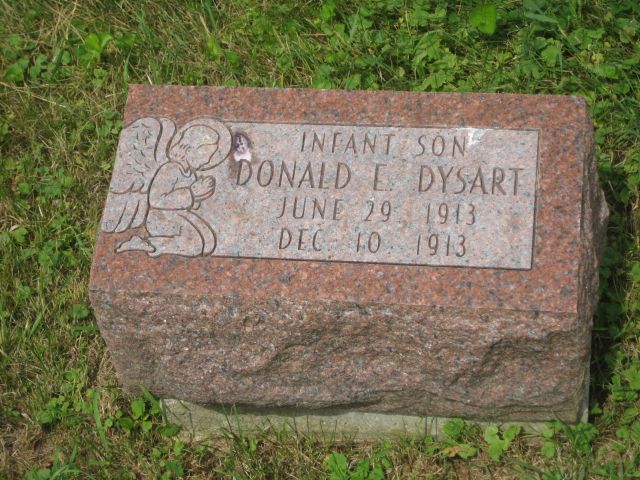 INFANT SON
DONALD E. DYSART
JUNE 29 1913
DEC 10 1913